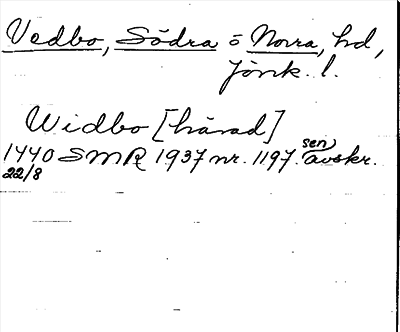 Vedbo, Södra o Norra, hd,
Jönk. l.
Widbo [härad]
1440 SMR 1937 nr. 1197. sen avskr.
22/8